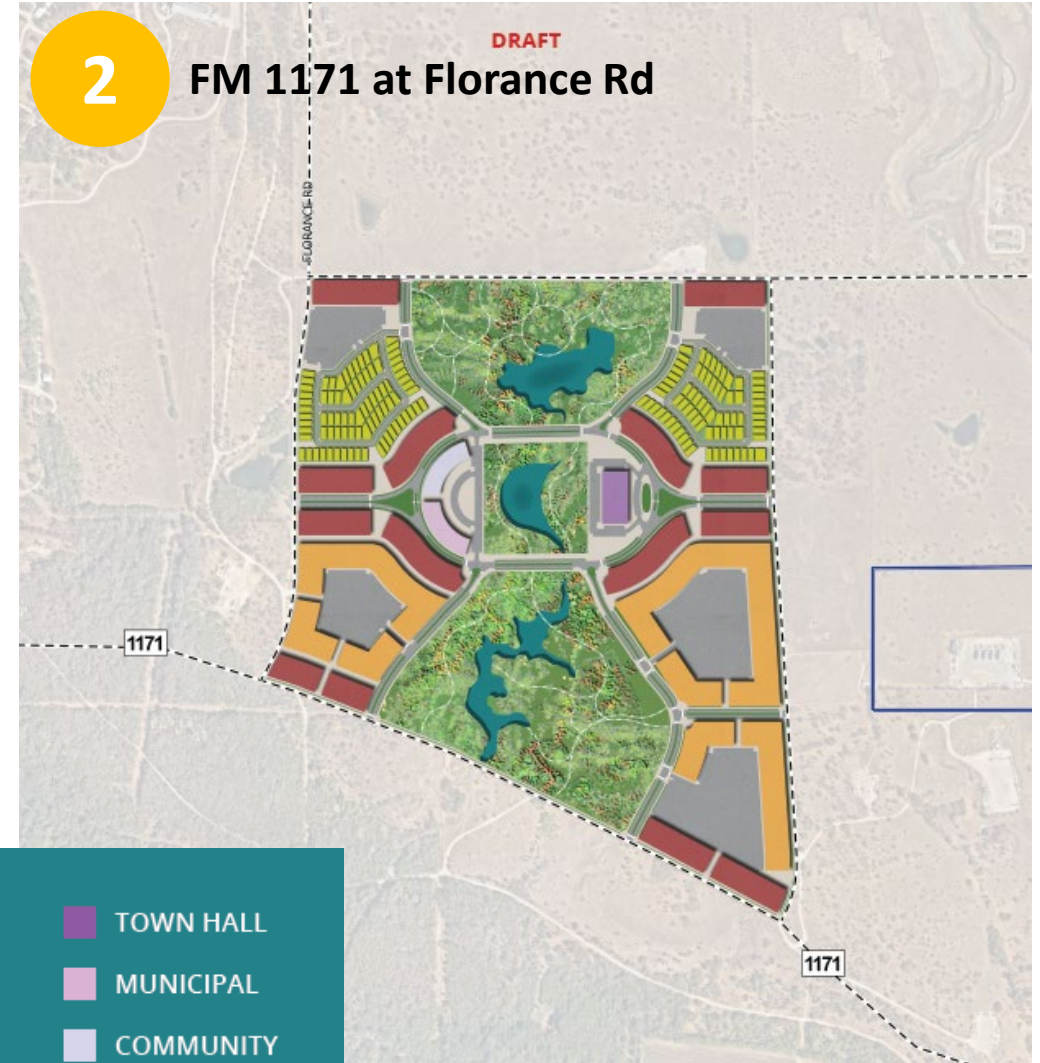 DRAFT
2
FM 1171 at Florance Rd
FLORANCE RD
1171
1171
TOWN HALL
MUNICIPAL
COMMUNITY